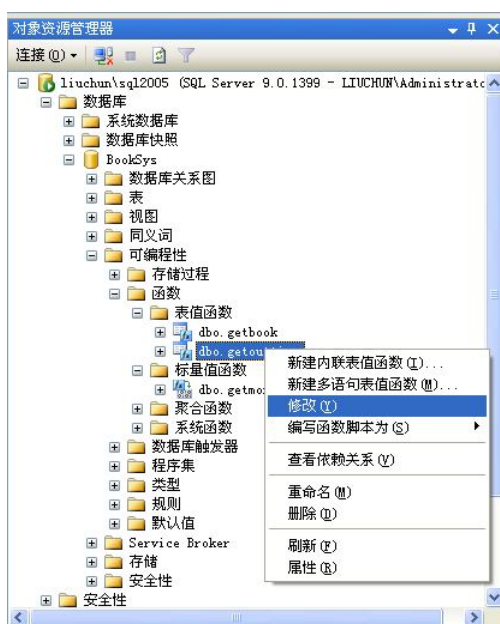 对象资源管理器
连接(O)
liuchun\sql2005 (SQL Server 9.0.1399 - LIUCHUN\Administrato
数据库
系统数据库
数据库快照
BookSys
数据库关系图
表
视图
同义词
可编程性
存储过程
函数
表值函数
dbo.getbook
dbo.getou
标量值函数
dbo.getmo
聚合函数
系统函数
数据库触发器
程序集
类型
规则
默认值
Service Broker
存储
安全性
安全性
新建内联表值函数(I)...
新建多语句表值函数(M)...
修改(Y)
编写函数脚本为(S)
查看依赖关系(V)
重命名(M)
删除(D)
刷新(F)
属性(R)